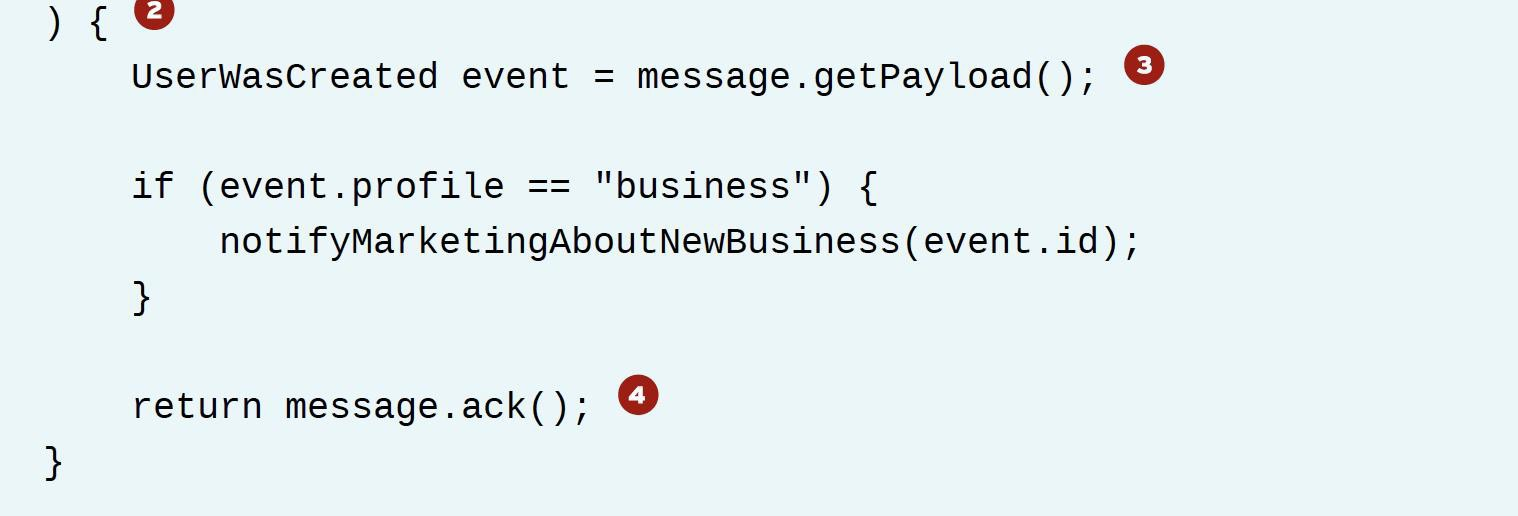 ) { 2
UserWasCreated event = message.getPayload(); 3
if (event.profile == "business") {
notifyMarketingAboutNewBusiness(event.id);
}
return message.ack(); 4
}